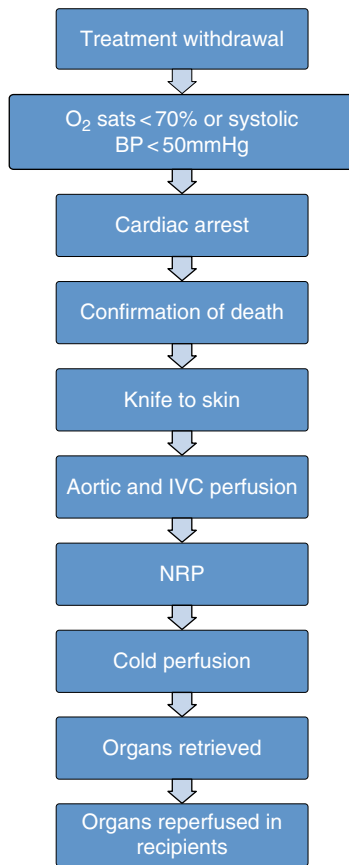 Treatment withdrawal
O₂ sats < 70% or systolic
BP < 50mmHg
Cardiac arrest
Confirmation of death
Knife to skin
Aortic and IVC perfusion
NRP
Cold perfusion
Organs retrieved
Organs reperfused in
recipients